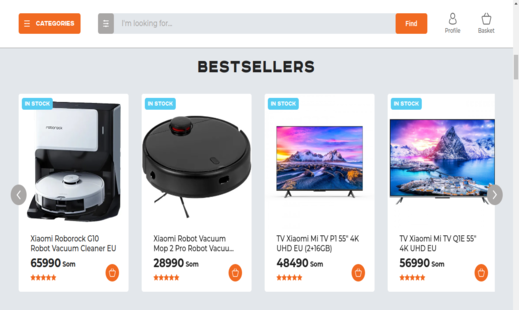 CATEGORIES
I'm looking for...
Find
Profile
Basket
BESTSELLERS
IN STOCK
IN STOCK
IN STOCK
IN STOCK
Xiaomi Roborock G10
Robot Vacuum Cleaner EU
65990 Som
Xiaomi Robot Vacuum
Mop 2 Pro Robot Vacuu...
28990 Som
TV Xiaomi Mi TV P1 55" 4K
UHD EU (2+16GB)
48490 Som
TV Xiaomi Mi TV Q1E 55"
4K UHD EU
56990 Som